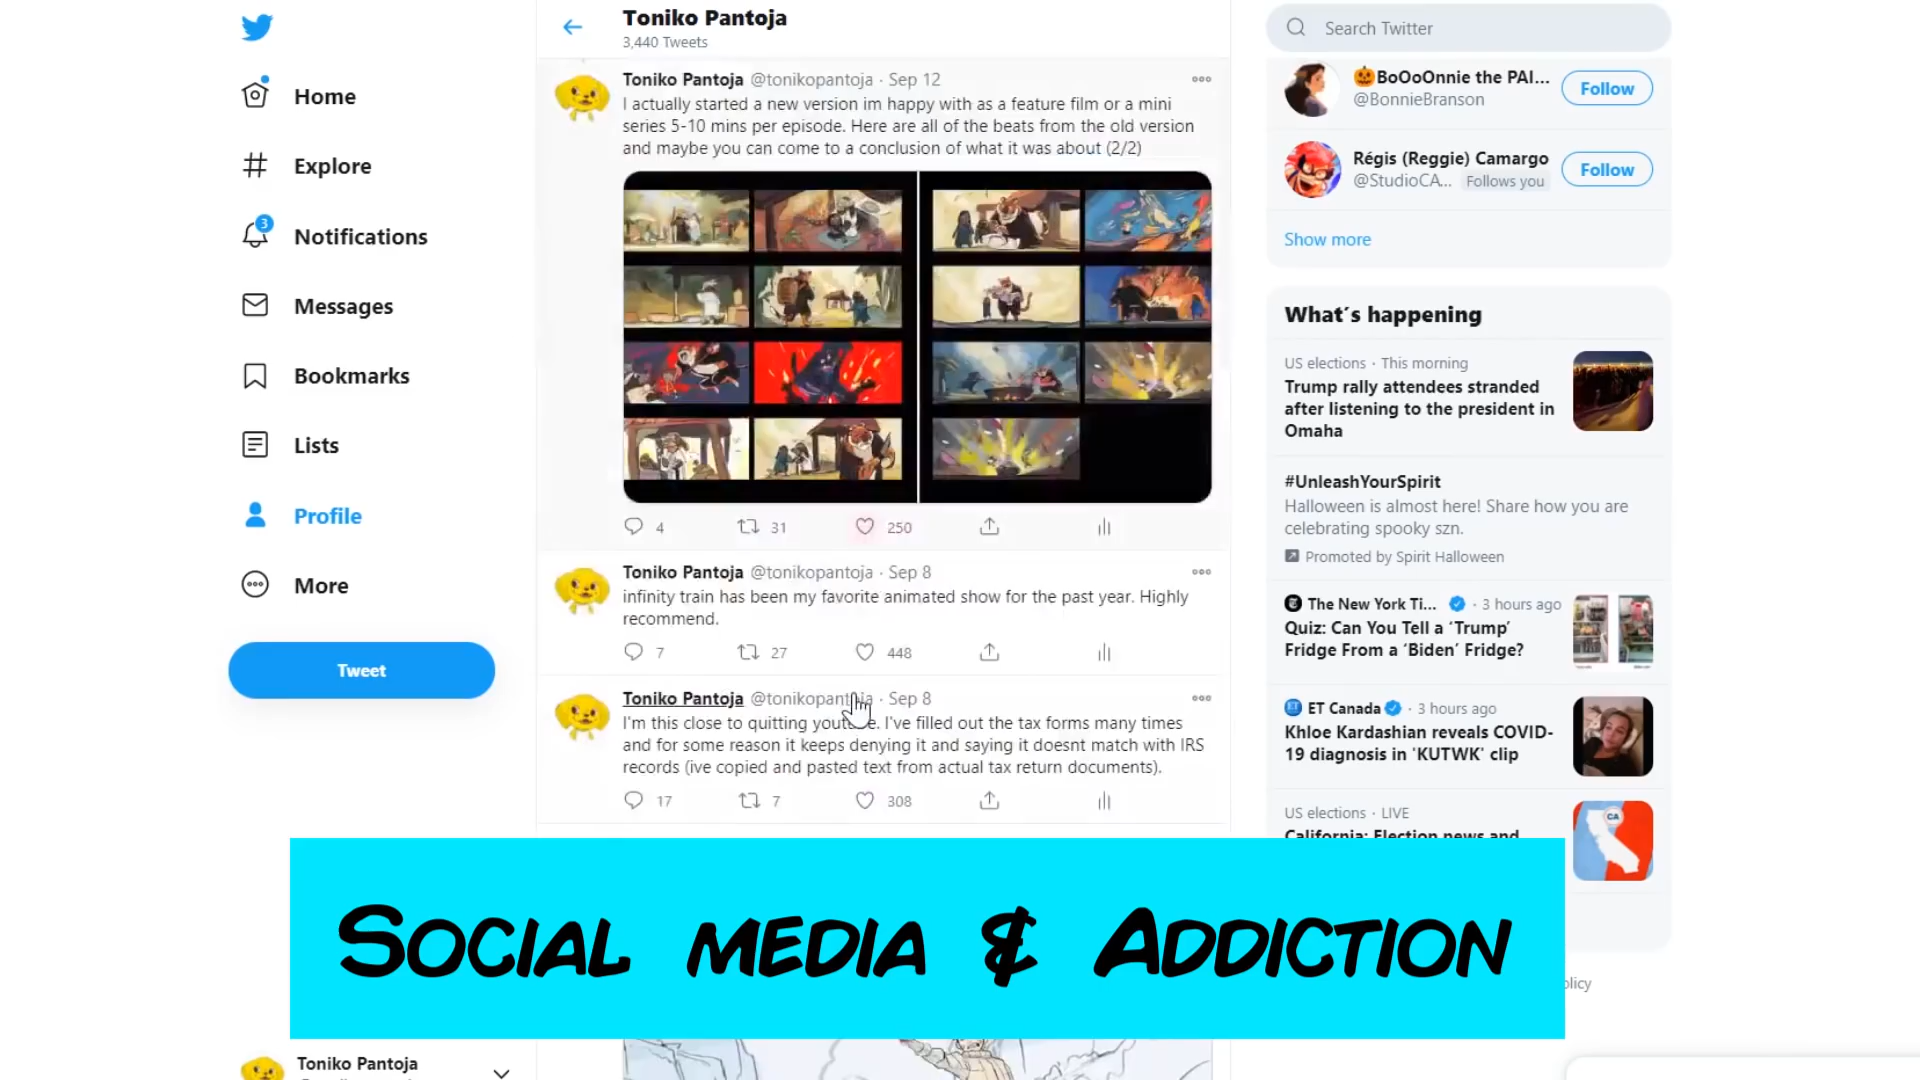 Home
Explore
3
Notifications
Messages
Bookmarks
Lists
Profile
More
Tweet
Toniko Pantoja
Toniko Pantoja
3,440 Tweets
Toniko Pantoja @tonikopantoja · Sep 12
I actually started a new version im happy with as a feature film or a mini
series 5-10 mins per episode. Here are all of the beats from the old version
and maybe you can come to a conclusion of what it was about (2/2)
4 31 250
Toniko Pantoja @tonikopantoja · Sep 8
infinity train has been my favorite animated show for the past year. Highly
recommend.
7 27 448
Toniko Pantoja @tonikopantoja · Sep 8
I'm this close to quitting youtube. I've filled out the tax forms many times
and for some reason it keeps denying it and saying it doesnt match with IRS
records (ive copied and pasted text from actual tax return documents).
17 7 308
Search Twitter
BoOoOnnie the PAI...
@BonnieBranson
Follow
Régis (Reggie) Camargo
@StudioCA... Follows you
Follow
Show more
What's happening
US elections · This morning
Trump rally attendees stranded
after listening to the president in
Omaha
#UnleashYourSpirit
Halloween is almost here! Share how you are
celebrating spooky szn.
Promoted by Spirit Halloween
The New York Ti... · 3 hours ago
Quiz: Can You Tell a 'Trump'
Fridge From a 'Biden' Fridge?
ET Canada · 3 hours ago
Khloe Kardashian reveals COVID-
19 diagnosis in 'KUTWK' clip
US elections · LIVE
California: Election news and
CA
SOCIAL MEDIA & ADDICTION